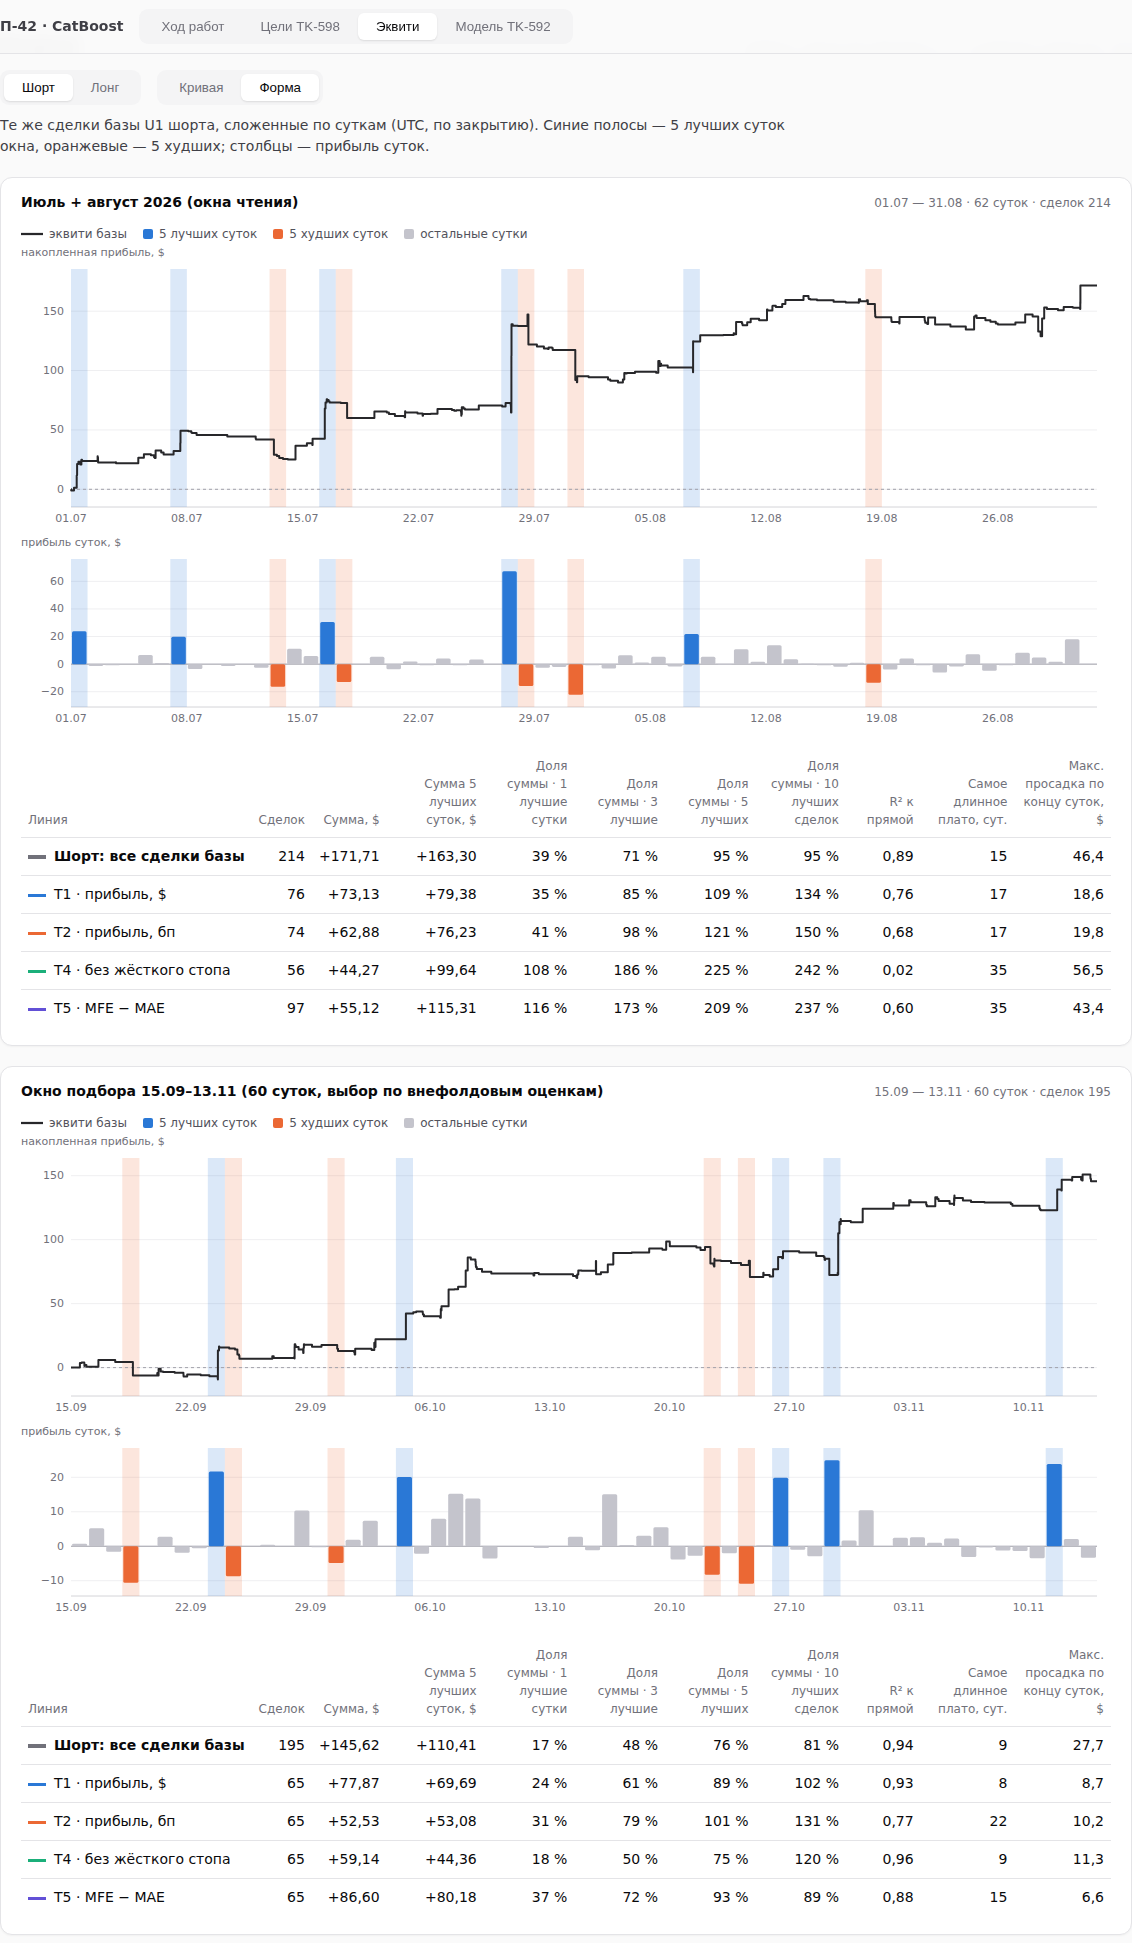 П-42 · CatBoost
Ход работ
Цели TK-598
Эквити
Модель TK-592
Шорт
Лонг
Кривая
Форма
Те же сделки базы U1 шорта, сложенные по суткам (UTC, по закрытию). Синие полосы — 5 лучших суток
окна, оранжевые — 5 худших; столбцы — прибыль суток.
Июль + август 2026 (окна чтения)
01.07 — 31.08 · 62 суток · сделок 214
эквити базы
5 лучших суток
5 худших суток
остальные сутки
накопленная прибыль, $
150
100
50
0
01.07 08.07 15.07 22.07 29.07 05.08 12.08 19.08 26.08
прибыль суток, $
60
40
20
0
−20
01.07 08.07 15.07 22.07 29.07 05.08 12.08 19.08 26.08
Доля Доля Макс.
Сумма 5 суммы · 1 Доля Доля суммы · 10 Самое просадка по
лучших лучшие суммы · 3 суммы · 5 лучших R² к длинное концу суток,
Линия Сделок Сумма, $ суток, $ сутки лучшие лучших сделок прямой плато, сут. $
Шорт: все сделки базы 214 +171,71 +163,30 39 % 71 % 95 % 95 % 0,89 15 46,4
T1 · прибыль, $ 76 +73,13 +79,38 35 % 85 % 109 % 134 % 0,76 17 18,6
T2 · прибыль, бп 74 +62,88 +76,23 41 % 98 % 121 % 150 % 0,68 17 19,8
T4 · без жёсткого стопа 56 +44,27 +99,64 108 % 186 % 225 % 242 % 0,02 35 56,5
T5 · MFE − MAE 97 +55,12 +115,31 116 % 173 % 209 % 237 % 0,60 35 43,4
Окно подбора 15.09–13.11 (60 суток, выбор по внефолдовым оценкам)
15.09 — 13.11 · 60 суток · сделок 195
эквити базы
5 лучших суток
5 худших суток
остальные сутки
накопленная прибыль, $
150
100
50
0
15.09 22.09 29.09 06.10 13.10 20.10 27.10 03.11 10.11
прибыль суток, $
20
10
0
−10
15.09 22.09 29.09 06.10 13.10 20.10 27.10 03.11 10.11
Доля Доля Макс.
Сумма 5 суммы · 1 Доля Доля суммы · 10 Самое просадка по
лучших лучшие суммы · 3 суммы · 5 лучших R² к длинное концу суток,
Линия Сделок Сумма, $ суток, $ сутки лучшие лучших сделок прямой плато, сут. $
Шорт: все сделки базы 195 +145,62 +110,41 17 % 48 % 76 % 81 % 0,94 9 27,7
T1 · прибыль, $ 65 +77,87 +69,69 24 % 61 % 89 % 102 % 0,93 8 8,7
T2 · прибыль, бп 65 +52,53 +53,08 31 % 79 % 101 % 131 % 0,77 22 10,2
T4 · без жёсткого стопа 65 +59,14 +44,36 18 % 50 % 75 % 120 % 0,96 9 11,3
T5 · MFE − MAE 65 +86,60 +80,18 37 % 72 % 93 % 89 % 0,88 15 6,6